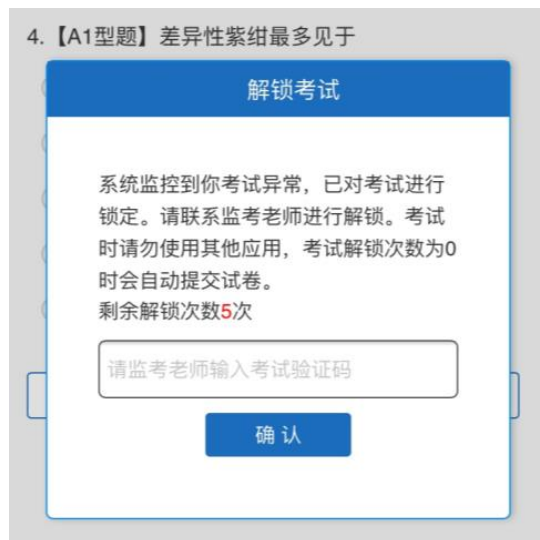 4.【A1型题】差异性紫绀最多见于
解锁考试
系统监控到你考试异常，已对考试进行
锁定。请联系监考老师进行解锁。考试
时请勿使用其他应用，考试解锁次数为0
时会自动提交试卷。
剩余解锁次数5次
请监考老师输入考试验证码
确 认